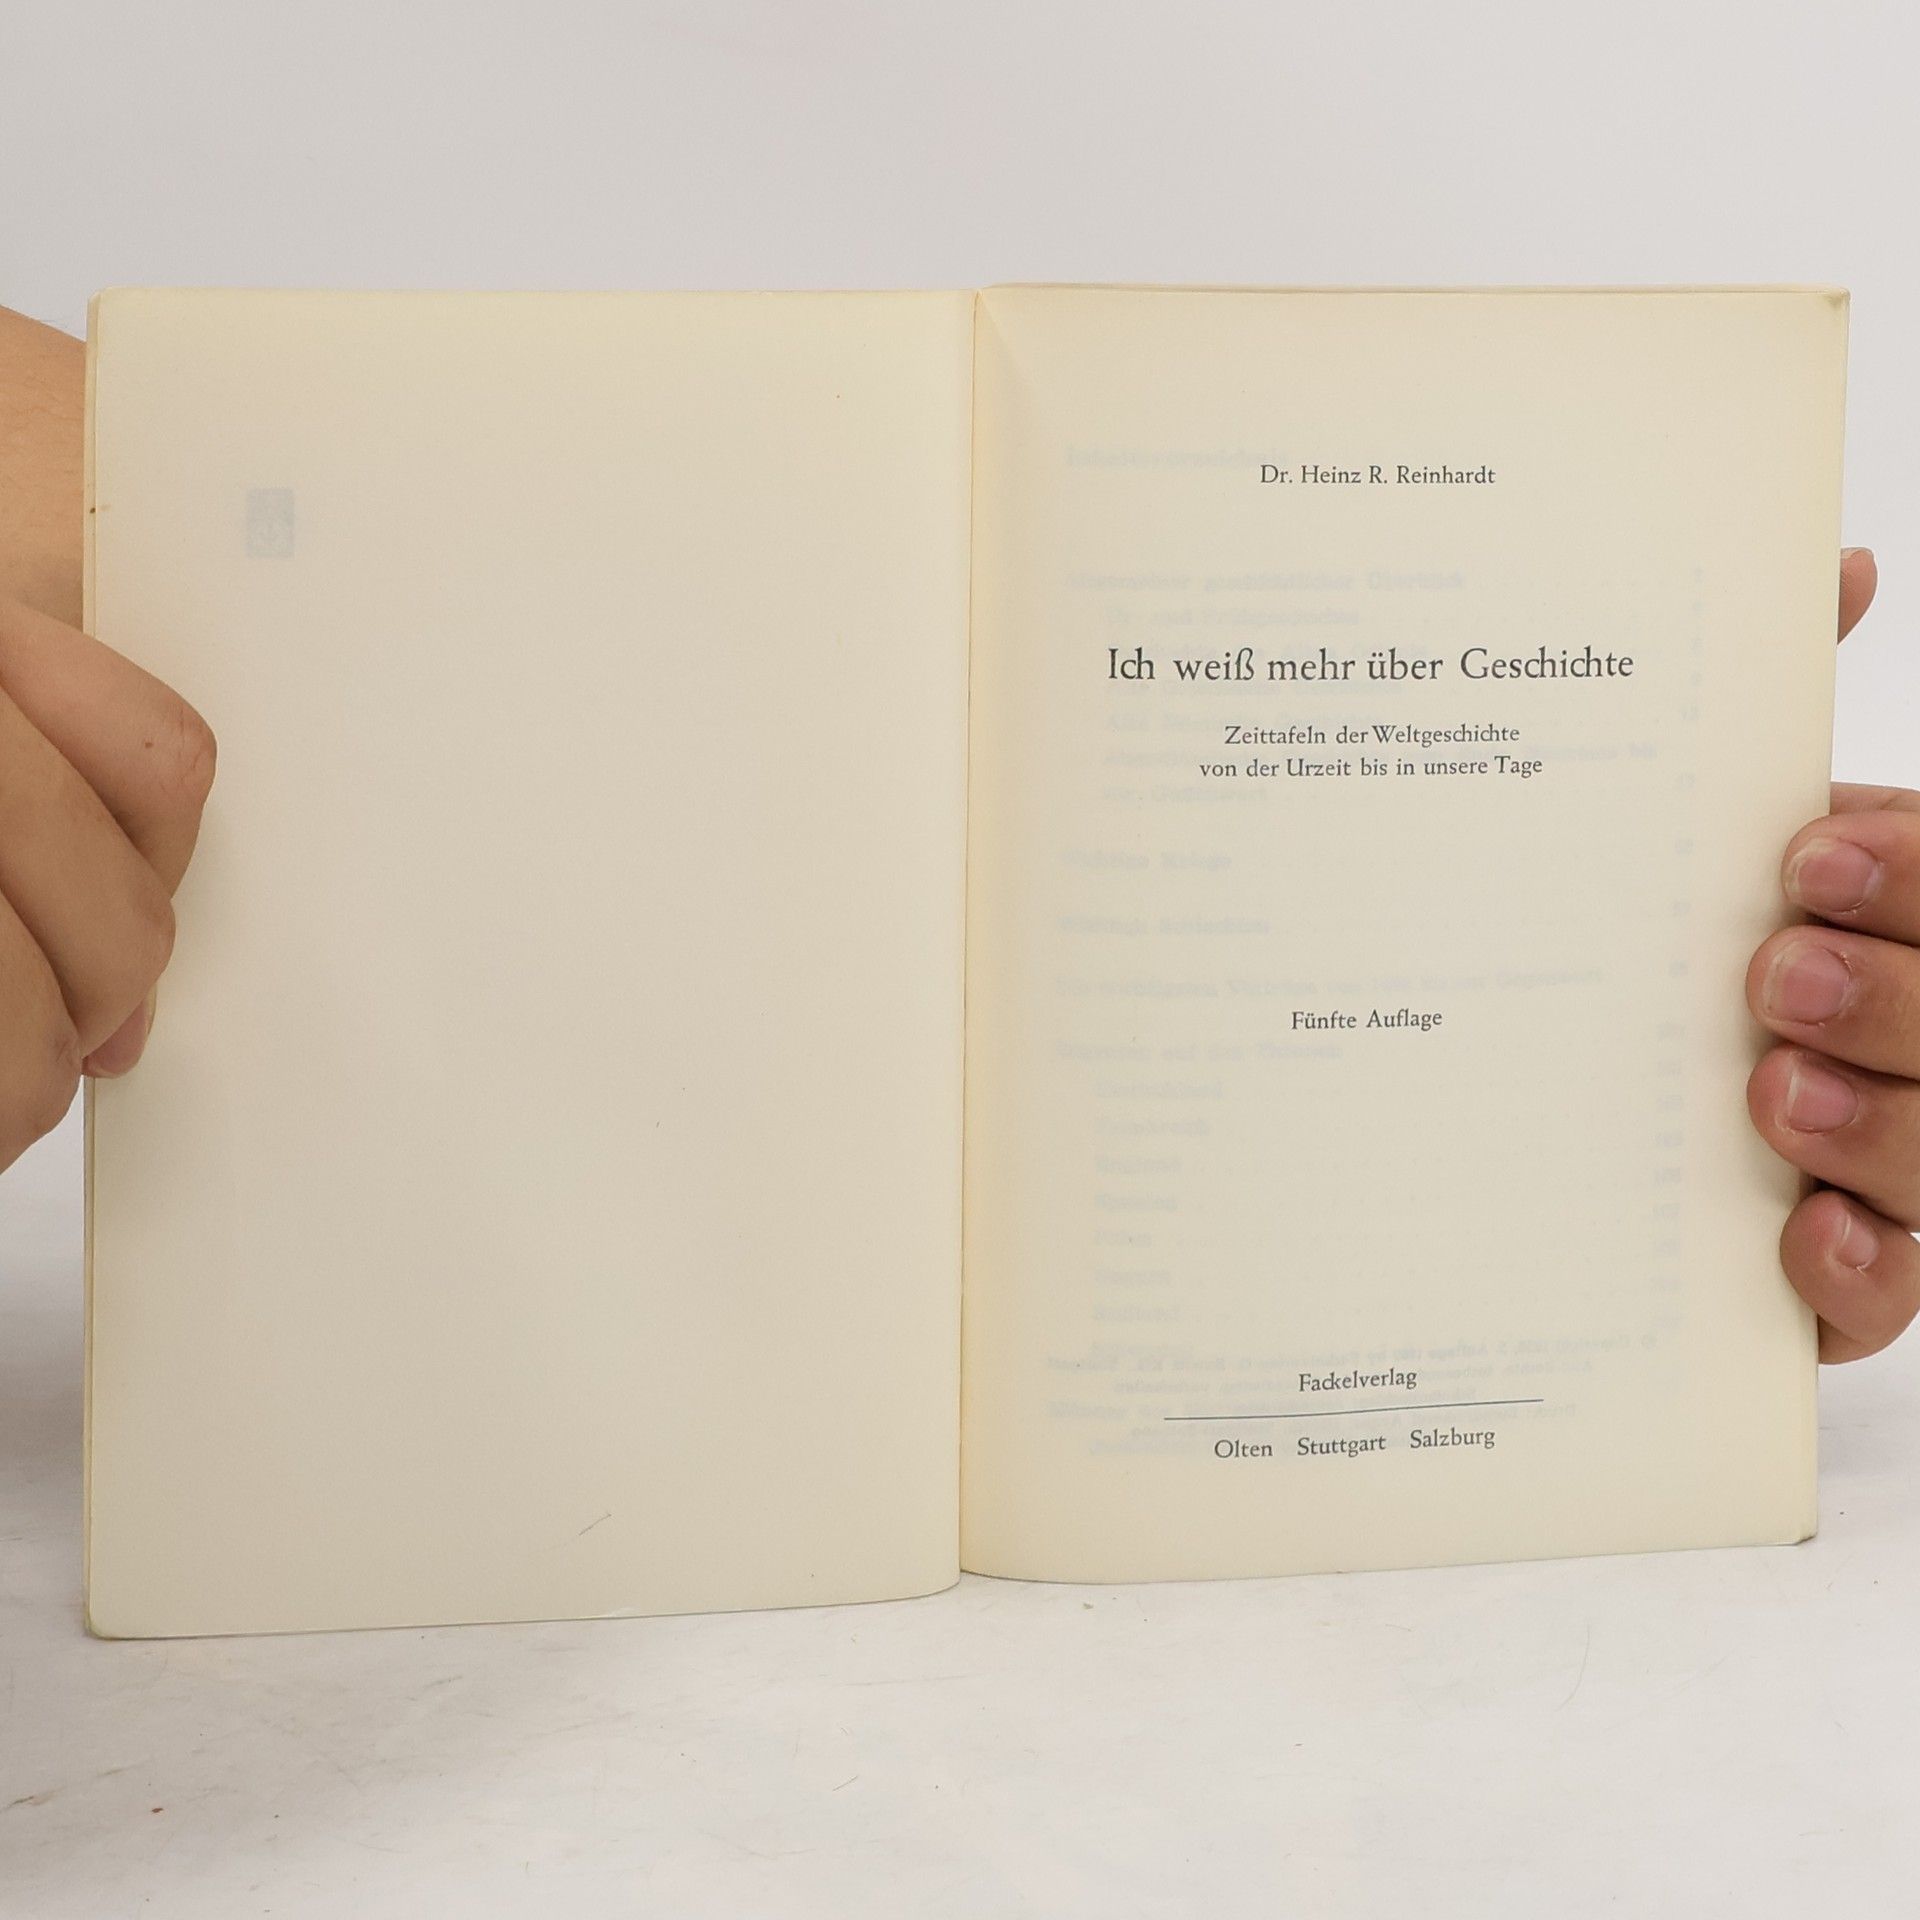 Dr. Heinz R. Reinhardt
Ich weiß mehr über Geschichte
Zeittafeln der Weltgeschichte
von der Urzeit bis in unsere Tage
Fünfte Auflage
Fackelverlag
Olten Stuttgart Salzburg